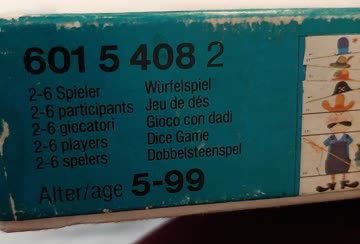 601 5 408 2
2-6 Spieler Würfelspiel
2-6 participants Jeu de dés
2-6 giocatori Gioco con dadi
2-6 players Dice Game
2-6 spelers Dobbelsteenspel
Alter/age 5-99